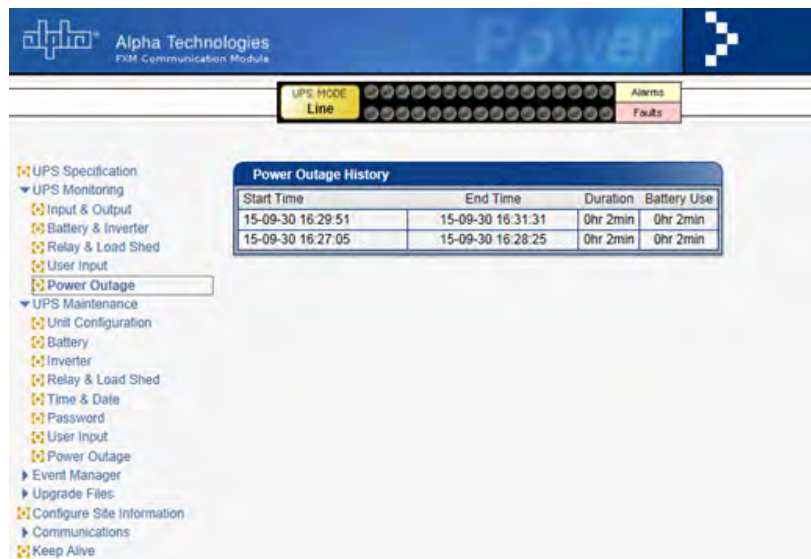 alpha® Alpha Technologies Power
FXM Communication Module
UPS MODE
Line
Alarms
Faults
UPS Specification
UPS Monitoring
Input & Output
Battery & Inverter
Relay & Load Shed
User Input
Power Outage
UPS Maintenance
Unit Configuration
Battery
Inverter
Relay & Load Shed
Time & Date
Password
User Input
Power Outage
Event Manager
Upgrade Files
Configure Site Information
Communications
Keep Alive
Power Outage History
Start Time End Time Duration Battery Use
15-09-30 16:29:51 15-09-30 16:31:31 0hr 2min 0hr 2min
15-09-30 16:27:05 15-09-30 16:28:25 0hr 2min 0hr 2min